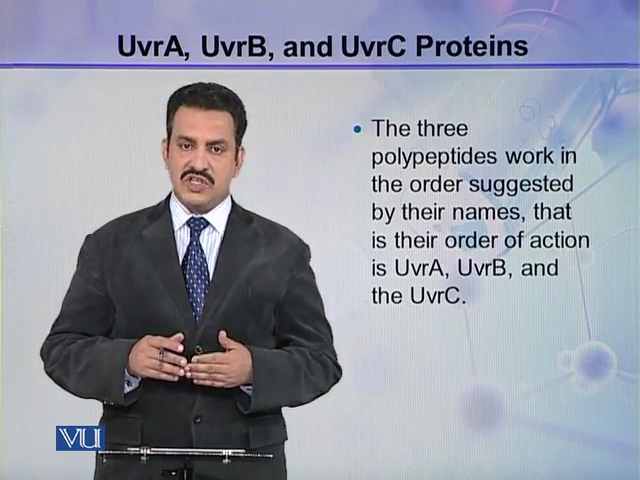 UvrA, UvrB, and UvrC Proteins
• The three
polypeptides work in
the order suggested
by their names, that
is their order of action
is UvrA, UvrB, and
the UvrC.
VU